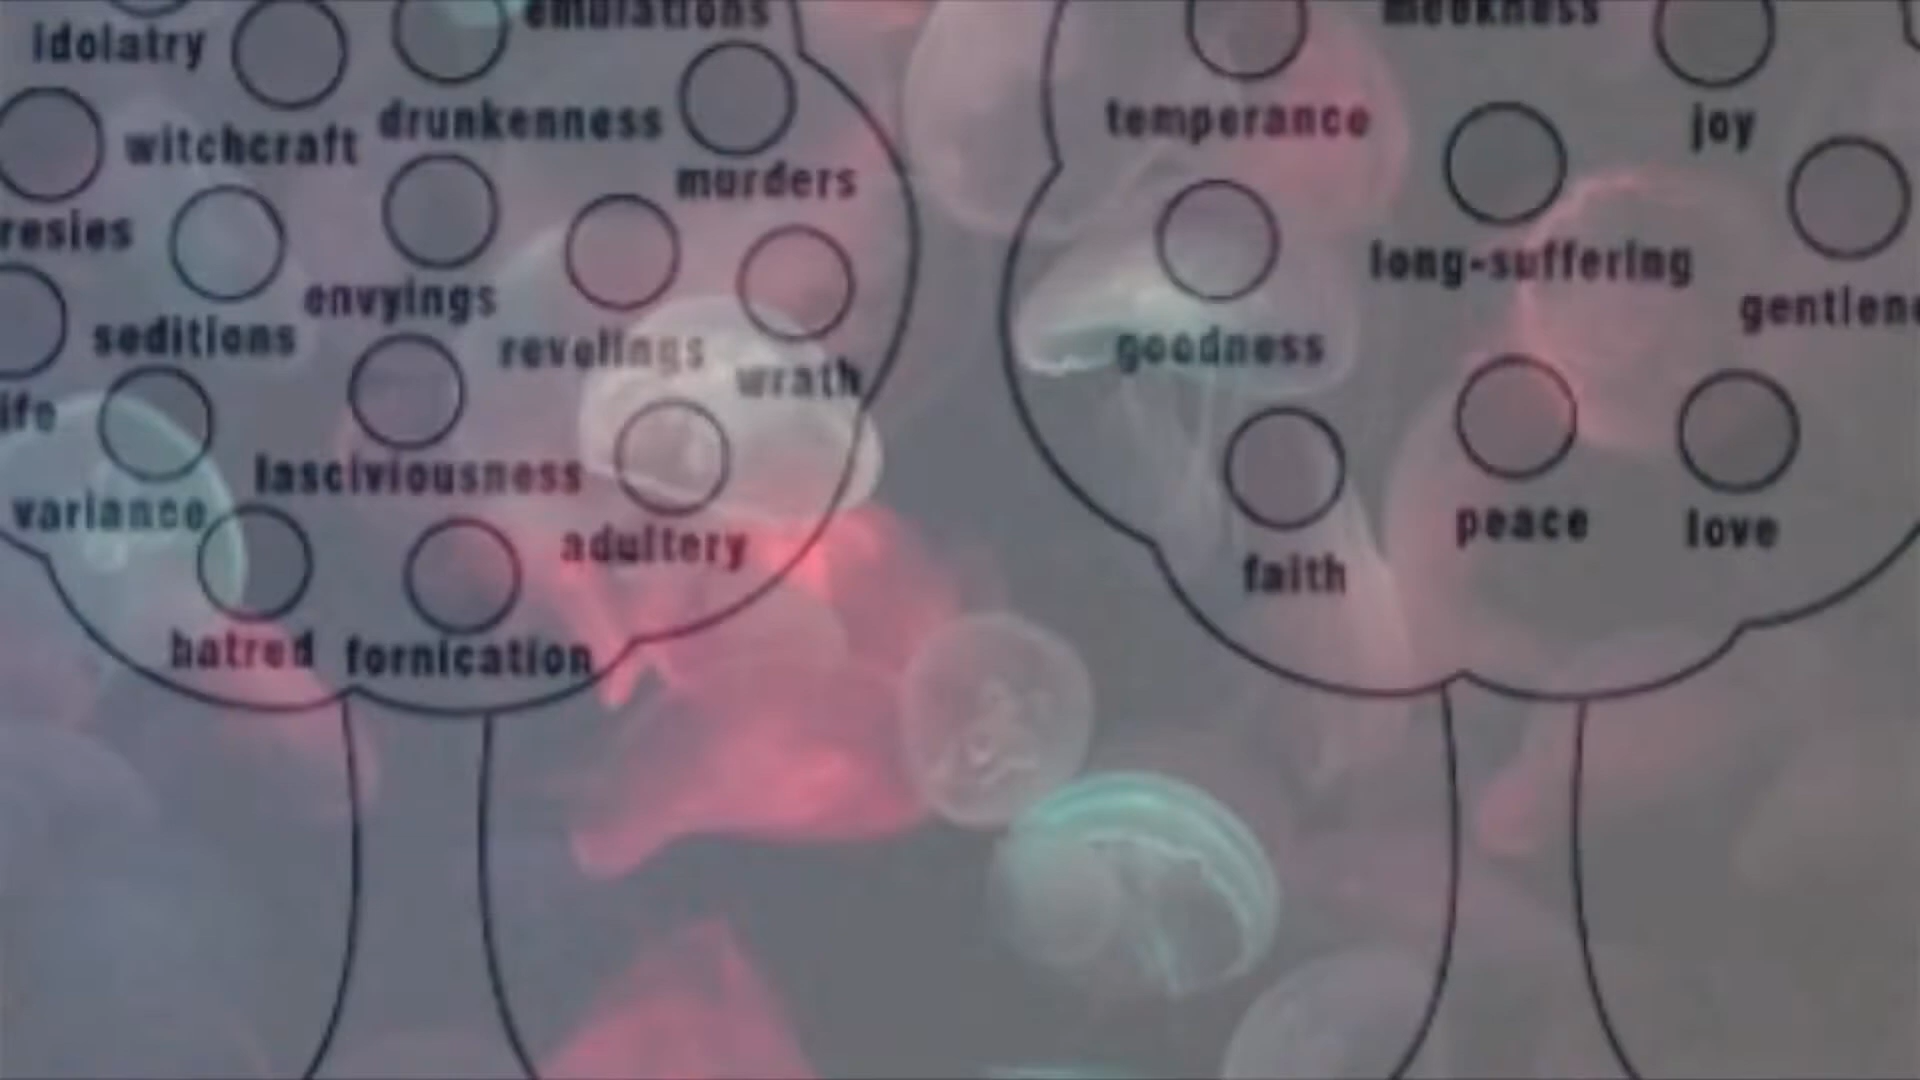 idolatry
emulations
drunkenness
witchcraft
murders
resies
envyings
seditions
revelings
wrath
ife
lasciviousness
variance
adultery
hatred
fornication
meekness
temperance
joy
long-suffering
gentlene
goodness
peace
love
faith